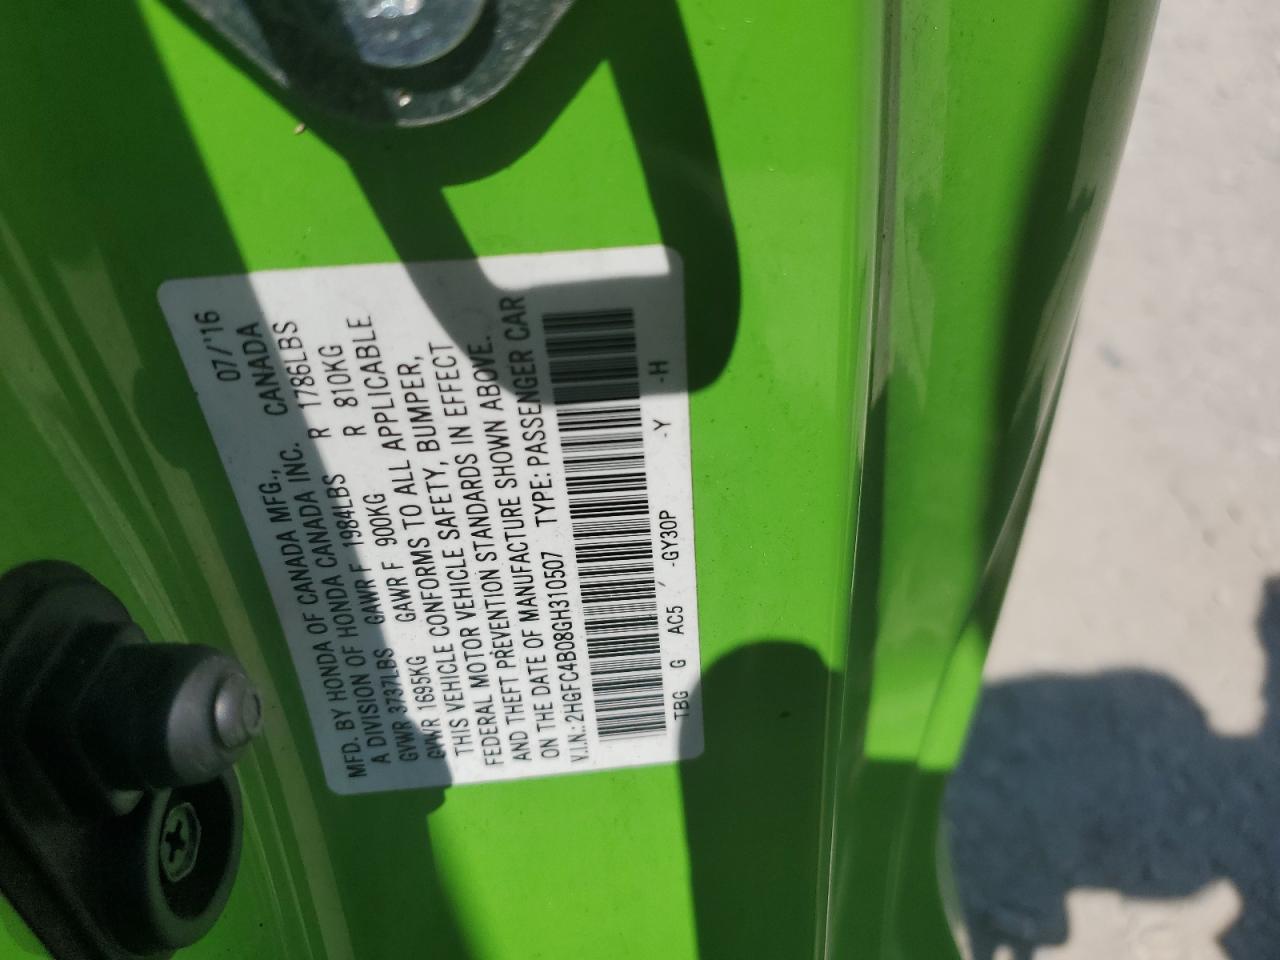 MFD. BY HONDA OF CANADA MFG., 07/'16
A DIVISION OF HONDA CANADA INC. CANADA
GVWR 3737LBS GAWR F 1984LBS R 1786LBS
GVWR 1695KG GAWR F 900KG R 810KG
THIS VEHICLE CONFORMS TO ALL APPLICABLE
FEDERAL MOTOR VEHICLE SAFETY, BUMPER,
AND THEFT PREVENTION STANDARDS IN EFFECT
ON THE DATE OF MANUFACTURE SHOWN ABOVE.
V.I.N.: 2HGFC4B08GH310507 TYPE: PASSENGER CAR
TBG G AC5 ′ -GY30P -Y -H